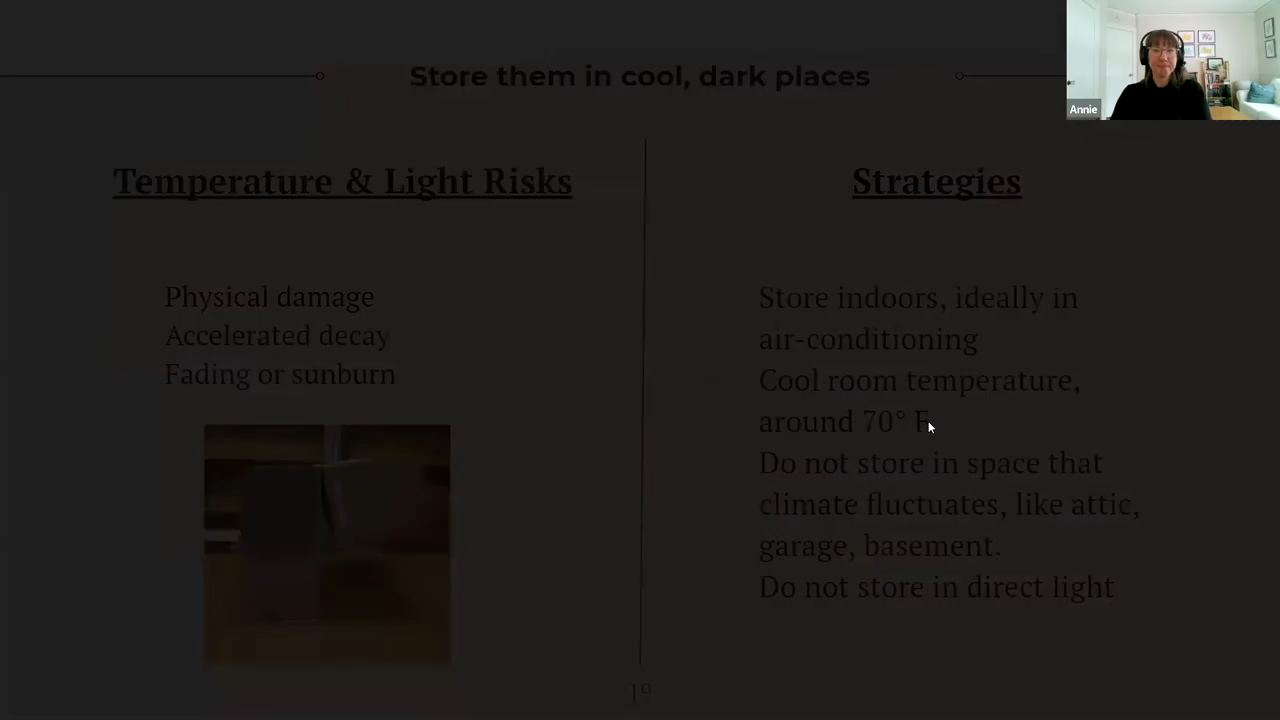 Store them in cool, dark places
Annie
Temperature & Light Risks
Physical damage
Accelerated decay
Fading or sunburn
Strategies
Store indoors, ideally in
air-conditioning
Cool room temperature,
around 70° F
Do not store in space that
climate fluctuates, like attic,
garage, basement.
Do not store in direct light
19